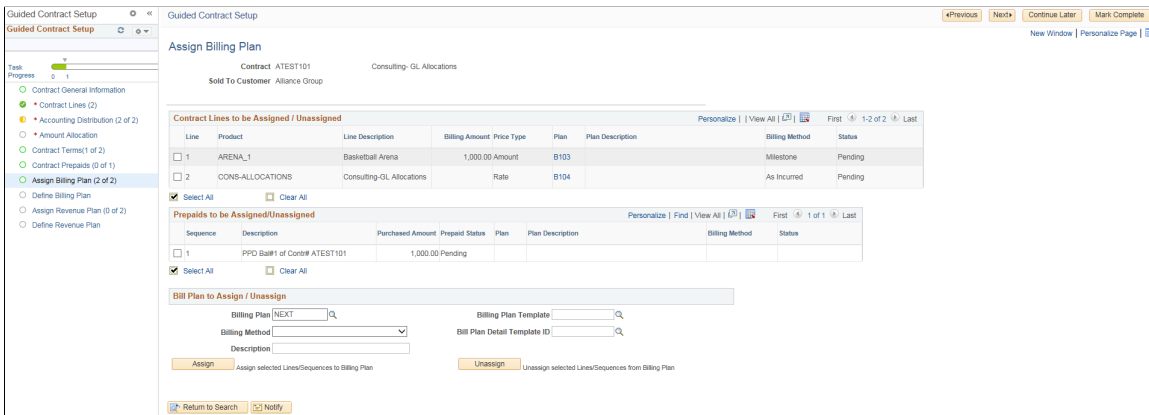 Guided Contract Setup
Guided Contract Setup
Task Progress 0 1
Contract General Information
* Contract Lines (2)
* Accounting Distribution (2 of 2)
* Amount Allocation
Contract Terms(1 of 2)
Contract Prepaids (0 of 1)
Assign Billing Plan (2 of 2)
Define Billing Plan
Assign Revenue Plan (0 of 2)
Define Revenue Plan
Guided Contract Setup
Previous Next Continue Later Mark Complete
New Window | Personalize Page |
Assign Billing Plan
Contract ATEST101 Consulting- GL Allocations
Sold To Customer Alliance Group
Contract Lines to be Assigned / Unassigned Personalize | | View All | | First 1-2 of 2 Last
Line Product Line Description Billing Amount Price Type Plan Plan Description Billing Method Status
1 ARENA_1 Basketball Arena 1,000.00 Amount B103 Milestone Pending
2 CONS-ALLOCATIONS Consulting-GL Allocations Rate B104 As Incurred Pending
Select All Clear All
Prepaids to be Assigned/Unassigned Personalize | Find | View All | | First 1 of 1 Last
Sequence Description Purchased Amount Prepaid Status Plan Plan Description Billing Method Status
1 PPD Bal#1 of Contr# ATEST101 1,000.00 Pending
Select All Clear All
Bill Plan to Assign / Unassign
Billing Plan NEXT Billing Plan Template
Billing Method Bill Plan Detail Template ID
Description
Assign Assign selected Lines/Sequences to Billing Plan Unassign Unassign selected Lines/Sequences from Billing Plan
Return to Search Notify